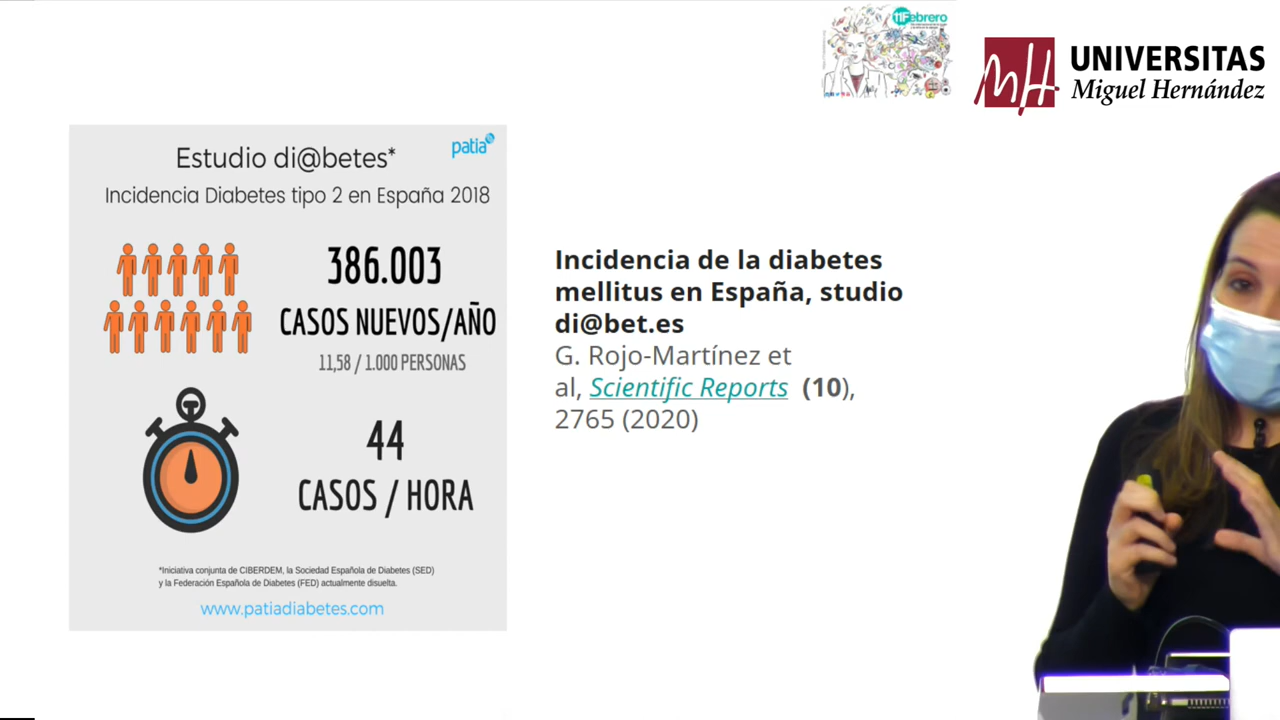 11Febrero
UNIVERSITAS
Miguel Hernández
patia
Estudio di@betes*
Incidencia Diabetes tipo 2 en España 2018
386.003
CASOS NUEVOS/AÑO
11,58 / 1.000 PERSONAS
44
CASOS / HORA
*Iniciativa conjunta de CIBERDEM, la Sociedad Española de Diabetes (SED)
y la Federación Española de Diabetes (FED) actualmente disuelta.
www.patiadiabetes.com
Incidencia de la diabetes
mellitus en España, studio
di@bet.es
G. Rojo-Martínez et
al, Scientific Reports (10),
2765 (2020)